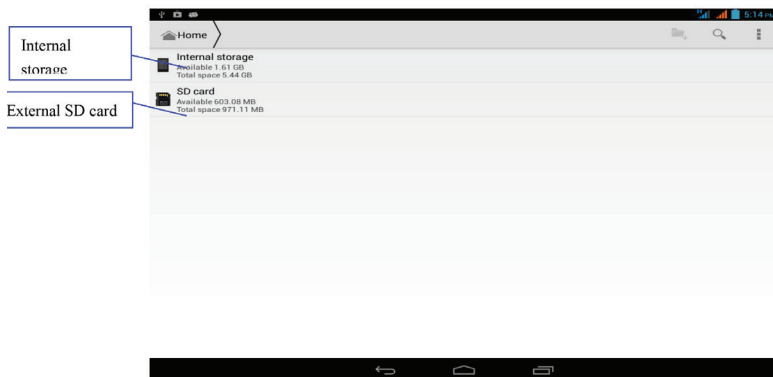 5:14 PM
Home
Internal storage
Available 1.61 GB
Total space 5.44 GB
SD card
Available 603.08 MB
Total space 971.11 MB
Internal
storage
External SD card